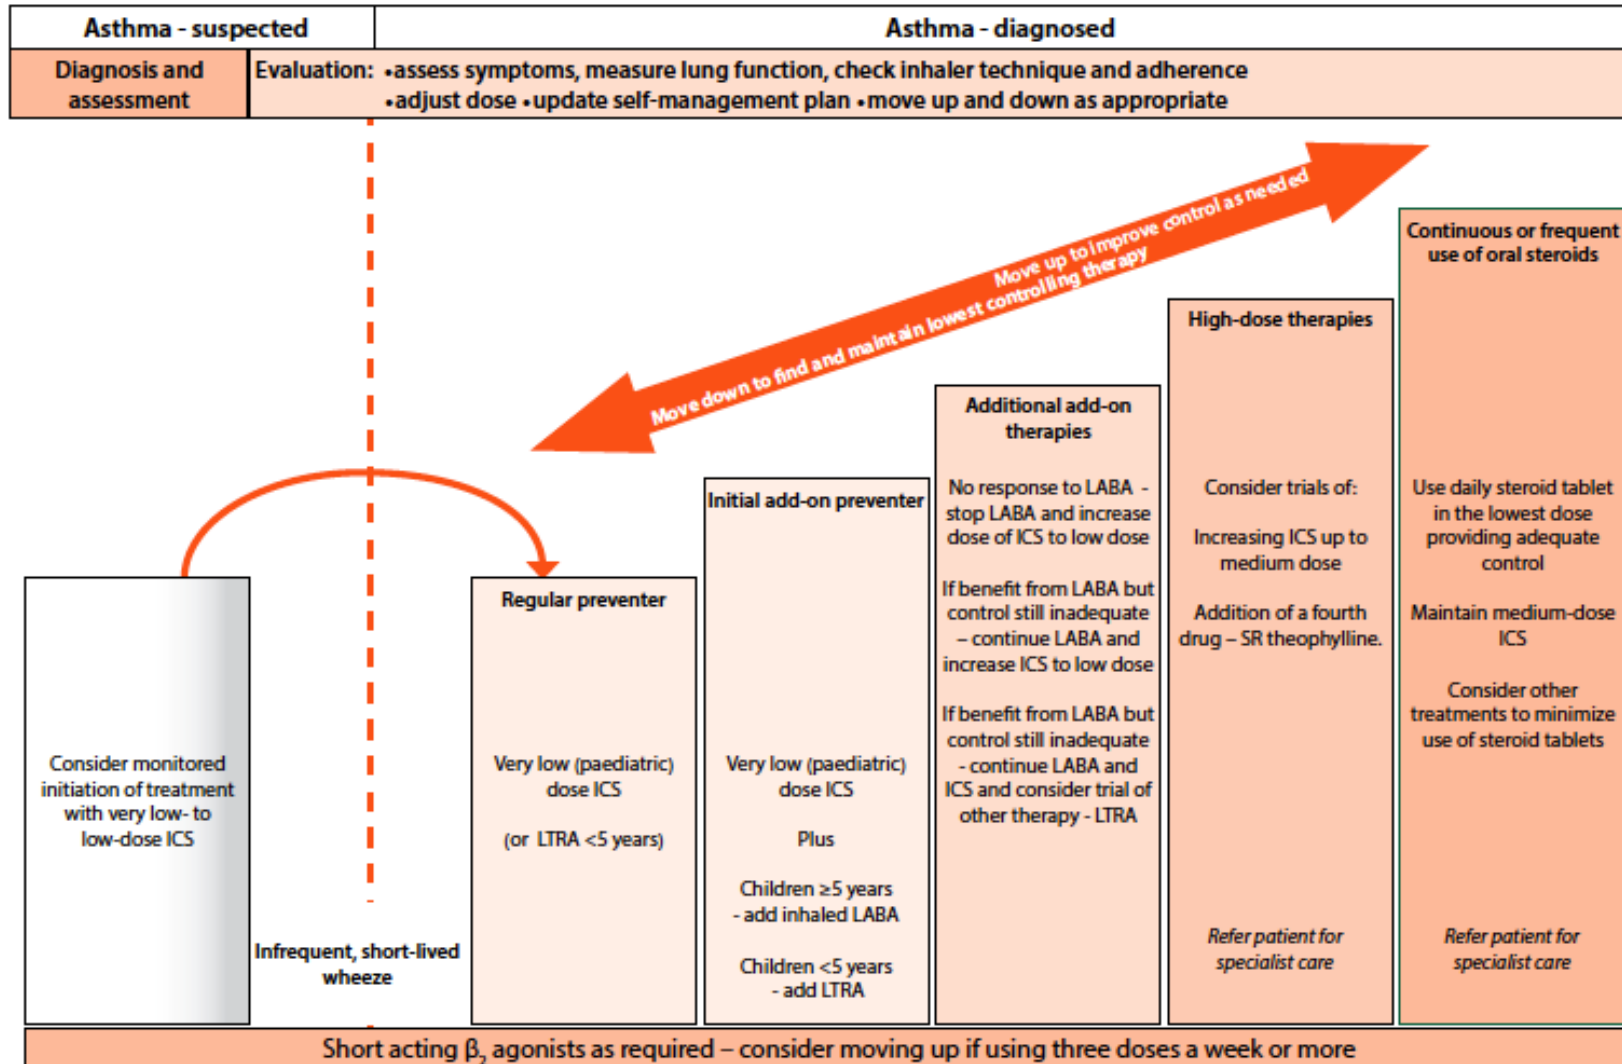 Asthma - suspected
Asthma - diagnosed
Diagnosis and
assessment
Evaluation: •assess symptoms, measure lung function, check inhaler technique and adherence
•adjust dose •update self-management plan •move up and down as appropriate
Move up to improve control as needed
Move down to find and maintain lowest controlling therapy
Consider monitored
initiation of treatment
with very low- to
low-dose ICS
Infrequent, short-lived
wheeze
Regular preventer
Very low (paediatric)
dose ICS
(or LTRA <5 years)
Initial add-on preventer
Very low (paediatric)
dose ICS
Plus
Children ≥5 years
- add inhaled LABA
Children <5 years
- add LTRA
Additional add-on
therapies
No response to LABA -
stop LABA and increase
dose of ICS to low dose
If benefit from LABA but
control still inadequate
– continue LABA and
increase ICS to low dose
If benefit from LABA but
control still inadequate
- continue LABA and
ICS and consider trial of
other therapy - LTRA
High-dose therapies
Consider trials of:
Increasing ICS up to
medium dose
Addition of a fourth
drug – SR theophylline.
Refer patient for
specialist care
Continuous or frequent
use of oral steroids
Use daily steroid tablet
in the lowest dose
providing adequate
control
Maintain medium-dose
ICS
Consider other
treatments to minimize
use of steroid tablets
Refer patient for
specialist care
Short acting β₂ agonists as required – consider moving up if using three doses a week or more